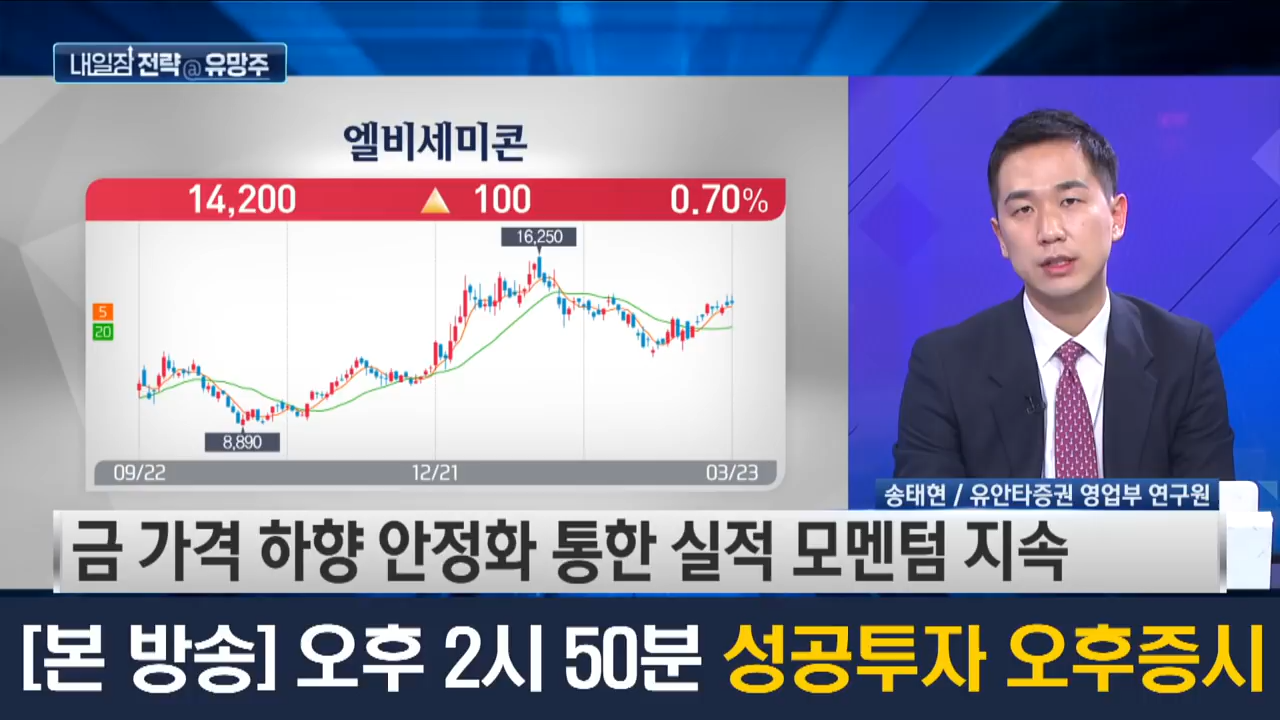 내일장 전략@유망주
엘비세미콘
14,200 ▲ 100 0.70%
16,250
5
20
8,890
09/22 12/21 03/23
송태현 / 유안타증권 영업부 연구원
금 가격 하향 안정화 통한 실적 모멘텀 지속
[본 방송] 오후 2시 50분 성공투자 오후증시